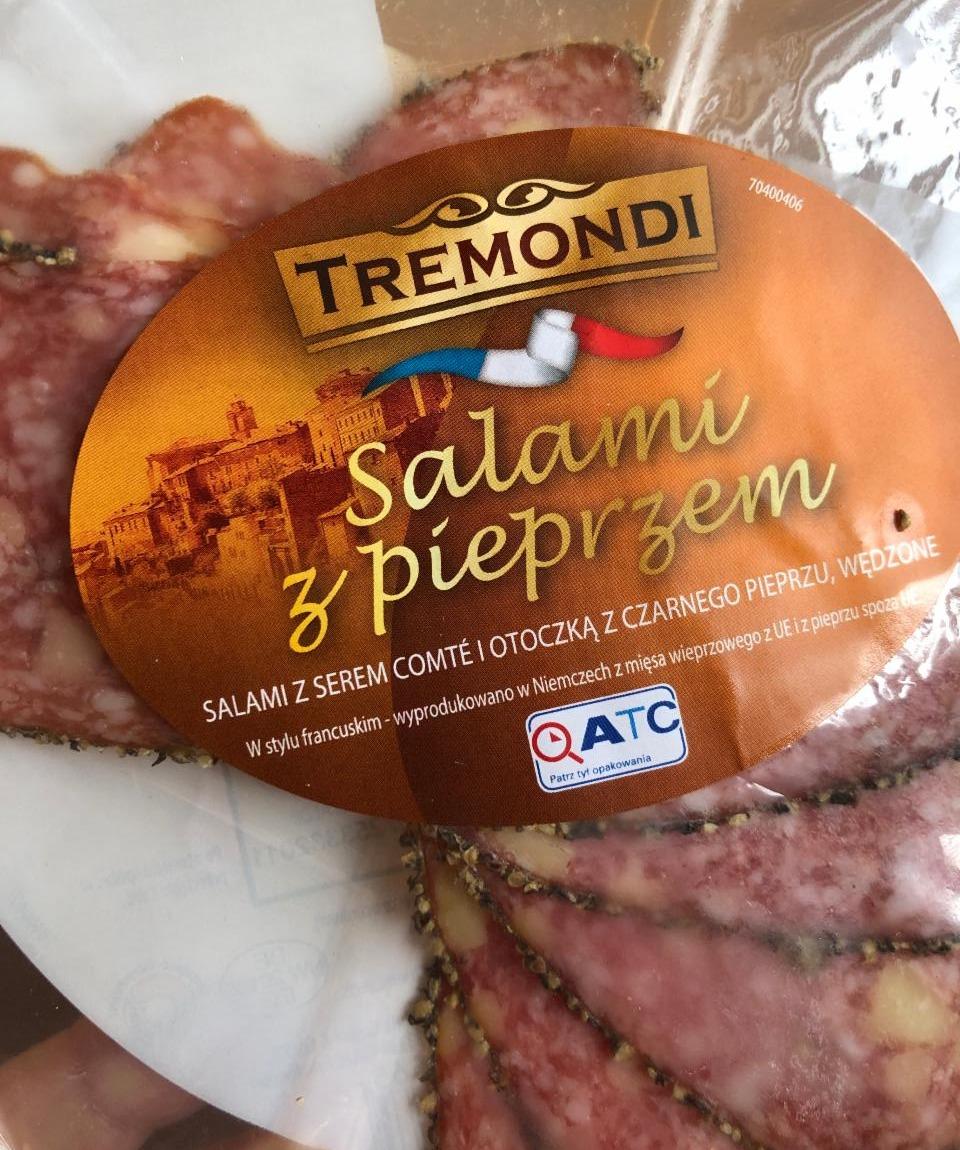 70400406
TREMONDI
Salami
z pieprzem
SALAMI Z SEREM COMTÉ I OTOCZKĄ Z CZARNEGO PIEPRZU, WĘDZONE
W stylu francuskim - wyprodukowano w Niemczech z mięsa wieprzowego z UE i z pieprzu spoza UE
ATC
Patrz tył opakowania